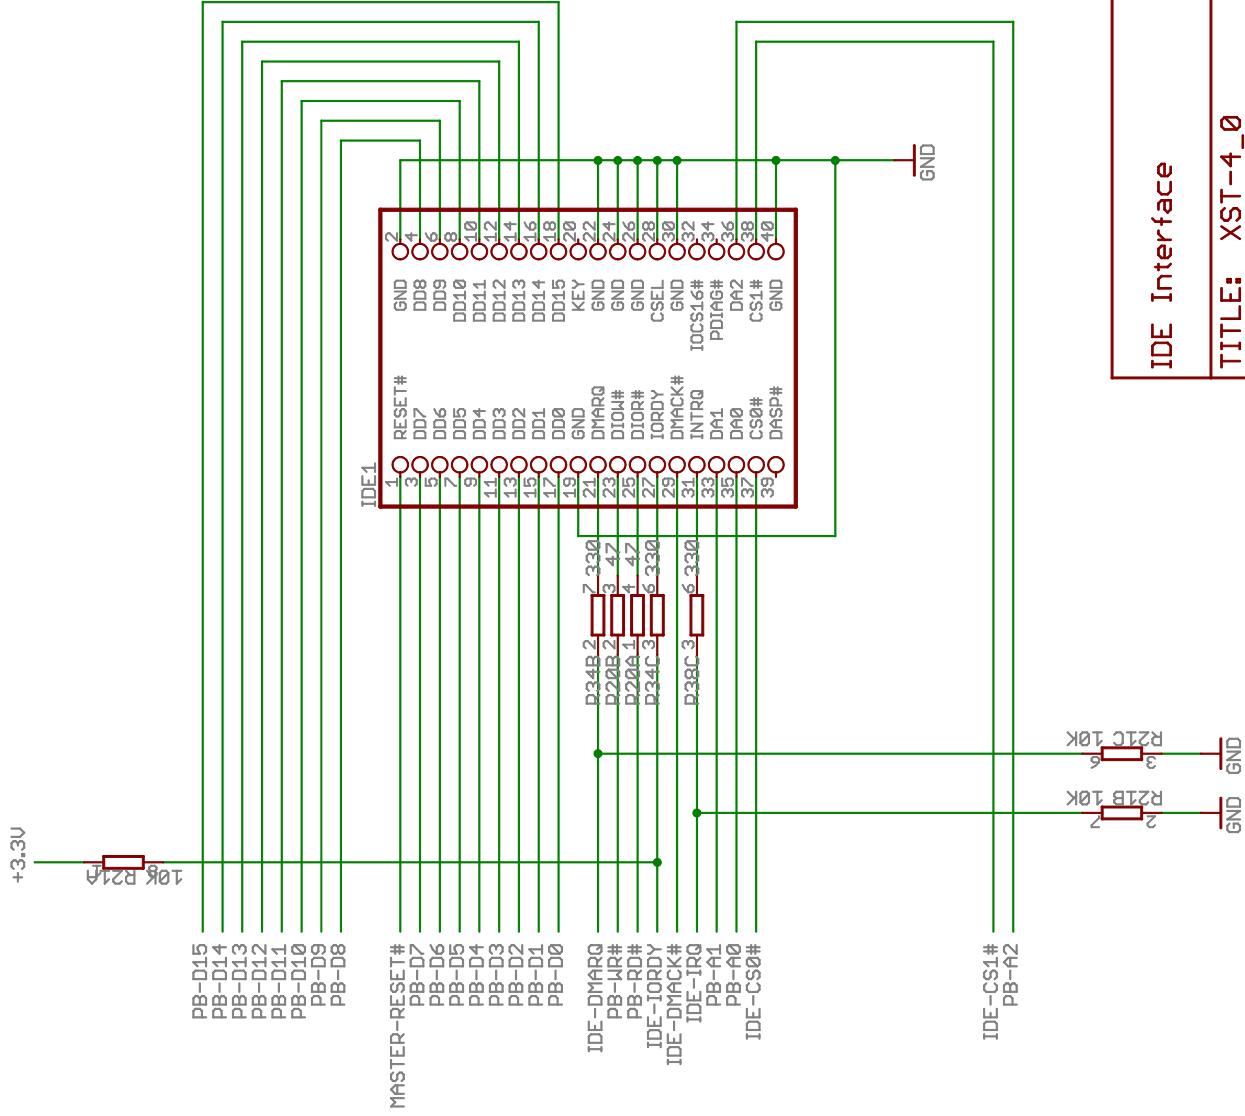 IDE Interface
TITLE: XST-4_0
GND
IDE1
2
4
6
8
10
12
14
16
18
20
22
24
26
28
30
32
34
36
38
40
GND
DD8
DD9
DD10
DD11
DD12
DD13
DD14
DD15
KEY
GND
GND
GND
CSEL
GND
IOCS16#
PDIAG#
DA2
CS1#
GND
RESET#
DD7
DD6
DD5
DD4
DD3
DD2
DD1
DD0
GND
DMARQ
DIOW#
DIOR#
IORDY
DMACK#
INTRQ
DA1
DA0
CS0#
DASP#
1
3
5
7
9
11
13
15
17
19
21
23
25
27
29
31
33
35
37
39
330
47
47
330
330
7
3
4
6
6
2
2
1
3
3
R34B
R20B
R20A
R34C
R38C
R21C 10K
6
3
GND
R21B 10K
7
2
GND
+3.3V
R21A 10K
1
8
PB-D15
PB-D14
PB-D13
PB-D12
PB-D11
PB-D10
PB-D9
PB-D8
MASTER-RESET#
PB-D7
PB-D6
PB-D5
PB-D4
PB-D3
PB-D2
PB-D1
PB-D0
IDE-DMARQ
PB-WR#
PB-RD#
IDE-IORDY
IDE-DMACK#
IDE-IRQ
PB-A1
PB-A0
IDE-CS0#
IDE-CS1#
PB-A2